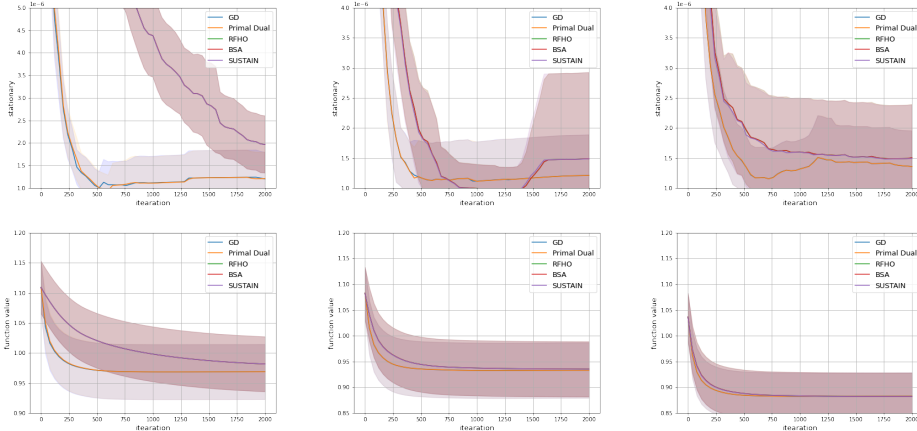 1e−6
5.0
4.5
4.0
3.5
3.0
2.5
2.0
1.5
1.0
stationary
0 250 500 750 1000 1250 1500 1750 2000
itearation
GD
Primal Dual
RFHO
BSA
SUSTAIN
1e−6
4.0
3.5
3.0
2.5
2.0
1.5
1.0
stationary
0 250 500 750 1000 1250 1500 1750 2000
itearation
GD
Primal Dual
RFHO
BSA
SUSTAIN
1e−6
4.0
3.5
3.0
2.5
2.0
1.5
1.0
stationary
0 250 500 750 1000 1250 1500 1750 2000
itearation
GD
Primal Dual
RFHO
BSA
SUSTAIN
1.20
1.15
1.10
1.05
1.00
0.95
0.90
function value
0 250 500 750 1000 1250 1500 1750 2000
itearation
GD
Primal Dual
RFHO
BSA
SUSTAIN
1.20
1.15
1.10
1.05
1.00
0.95
0.90
0.85
function value
0 250 500 750 1000 1250 1500 1750 2000
itearation
GD
Primal Dual
RFHO
BSA
SUSTAIN
1.20
1.15
1.10
1.05
1.00
0.95
0.90
0.85
function value
0 250 500 750 1000 1250 1500 1750 2000
itearation
GD
Primal Dual
RFHO
BSA
SUSTAIN